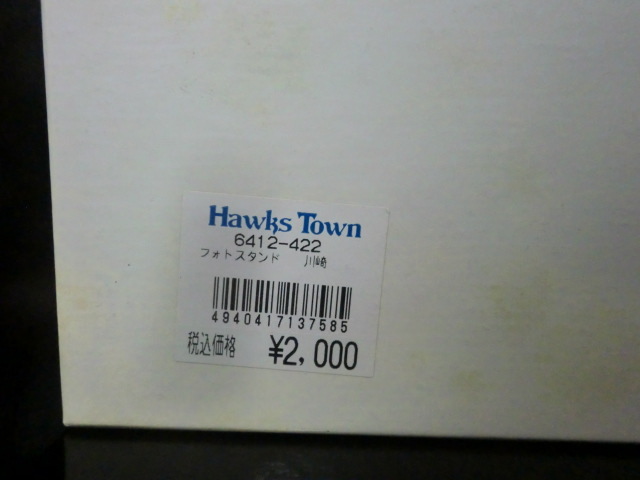 Hawks Town
6412-422
フォトスタンド 川崎
4940417137585
税込価格 ¥2,000